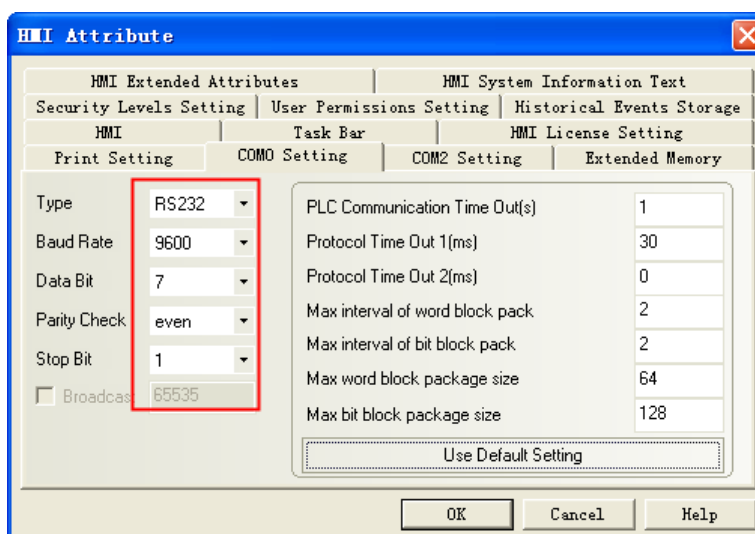 HMI Attribute
HMI Extended Attributes HMI System Information Text
Security Levels Setting User Permissions Setting Historical Events Storage
HMI Task Bar HMI License Setting
Print Setting COM0 Setting COM2 Setting Extended Memory
Type RS232
Baud Rate 9600
Data Bit 7
Parity Check even
Stop Bit 1
Broadcas 65535
PLC Communication Time Out(s) 1
Protocol Time Out 1(ms) 30
Protocol Time Out 2(ms) 0
Max interval of word block pack 2
Max interval of bit block pack 2
Max word block package size 64
Max bit block package size 128
Use Default Setting
OK Cancel Help